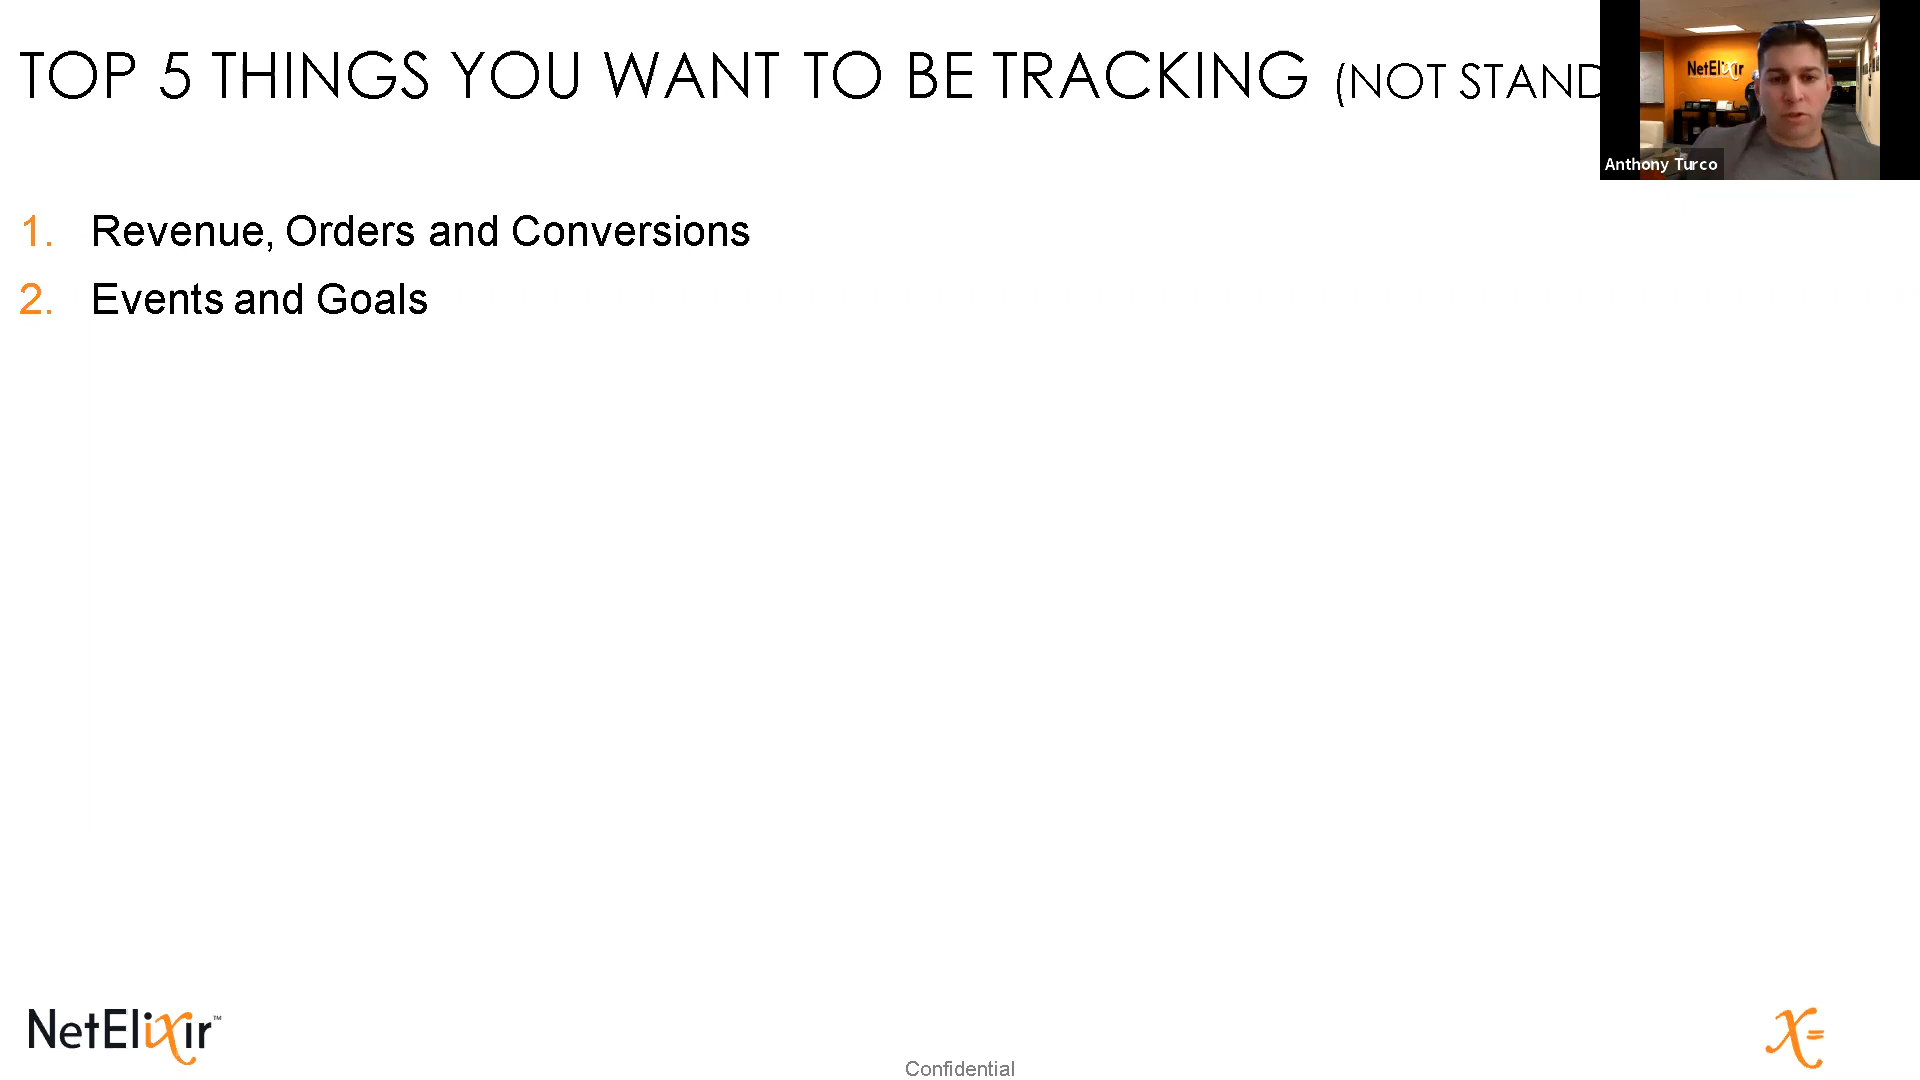 TOP 5 THINGS YOU WANT TO BE TRACKING (NOT STAND
NetElixir
Anthony Turco
1. Revenue, Orders and Conversions
2. Events and Goals
NetElixir™
X=
Confidential